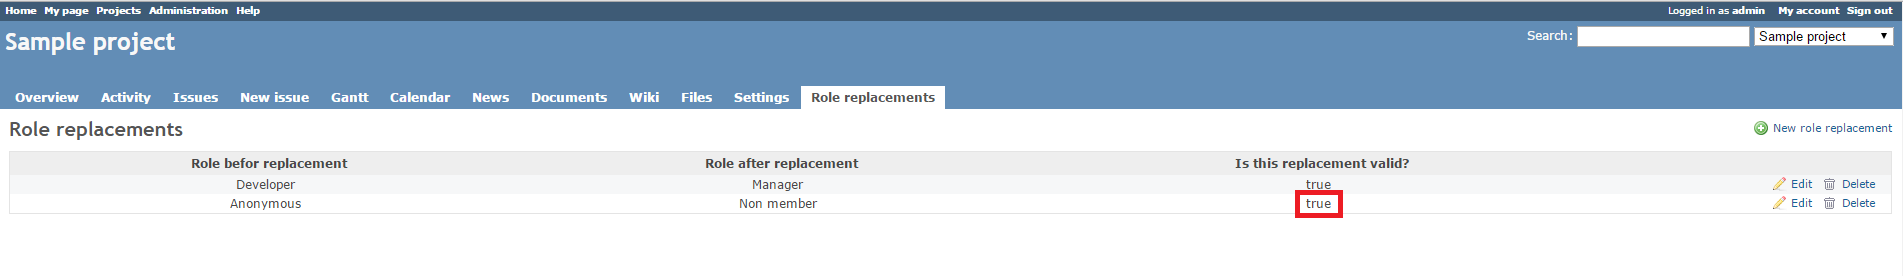 Home My page Projects Administration Help Logged in as admin My account Sign out
Sample project Search: Sample project
Overview Activity Issues New issue Gantt Calendar News Documents Wiki Files Settings Role replacements
Role replacements New role replacement
Role befor replacement Role after replacement Is this replacement valid?
Developer Manager true Edit Delete
Anonymous Non member true Edit Delete